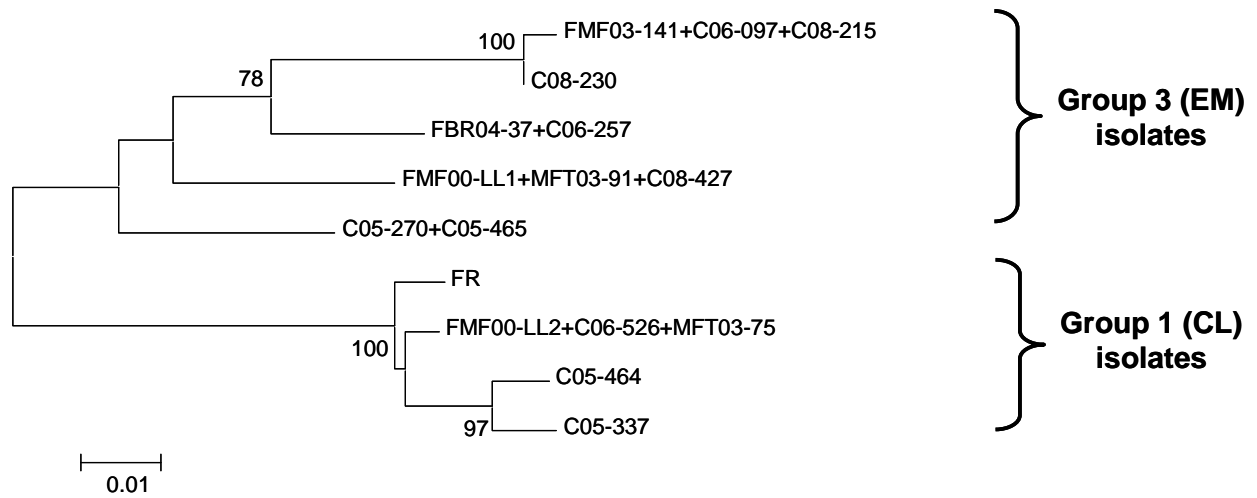 FMF03-141+C06-097+C08-215
100
C08-230
78
FBR04-37+C06-257
FMF00-LL1+MFT03-91+C08-427
C05-270+C05-465
Group 3 (EM)
isolates
FR
FMF00-LL2+C06-526+MFT03-75
100
C05-464
C05-337
97
Group 1 (CL)
isolates
0.01